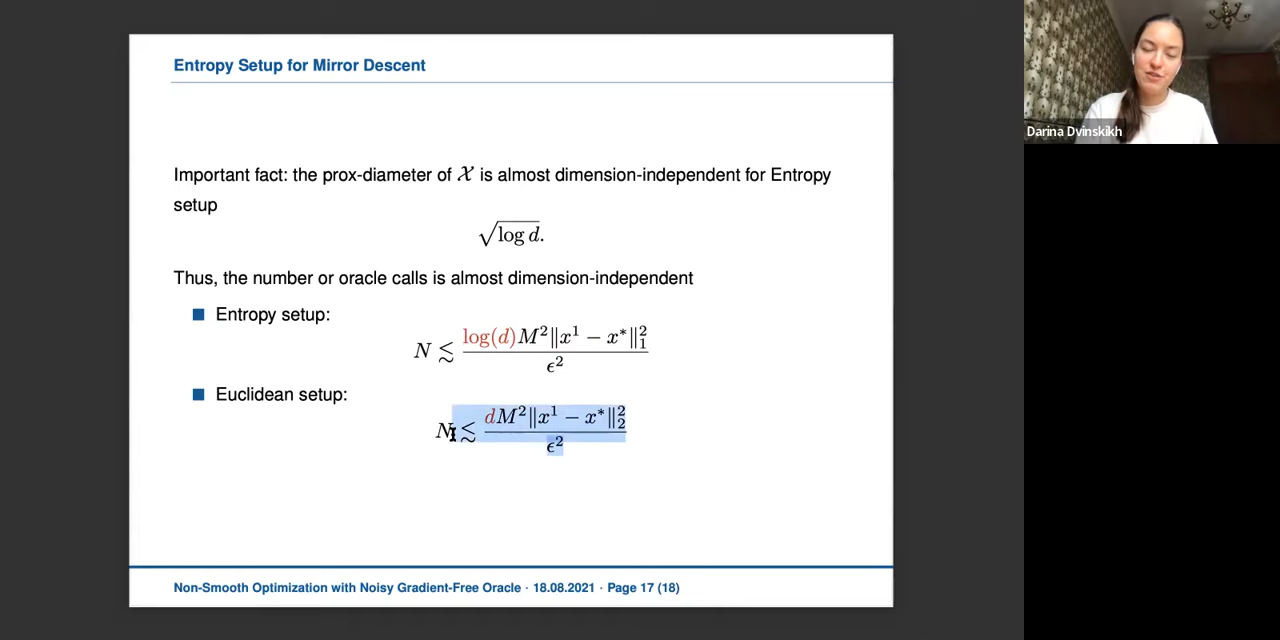 Entropy Setup for Mirror Descent
Important fact: the prox-diameter of 𝒳 is almost dimension-independent for Entropy
setup
√log d.
Thus, the number or oracle calls is almost dimension-independent
Entropy setup:
N ≲ log(d)M²‖x¹ − x*‖₁² / ϵ²
Euclidean setup:
N ≲ dM²‖x¹ − x*‖₂² / ϵ²
Non-Smooth Optimization with Noisy Gradient-Free Oracle · 18.08.2021 · Page 17 (18)
Darina Dvinskikh